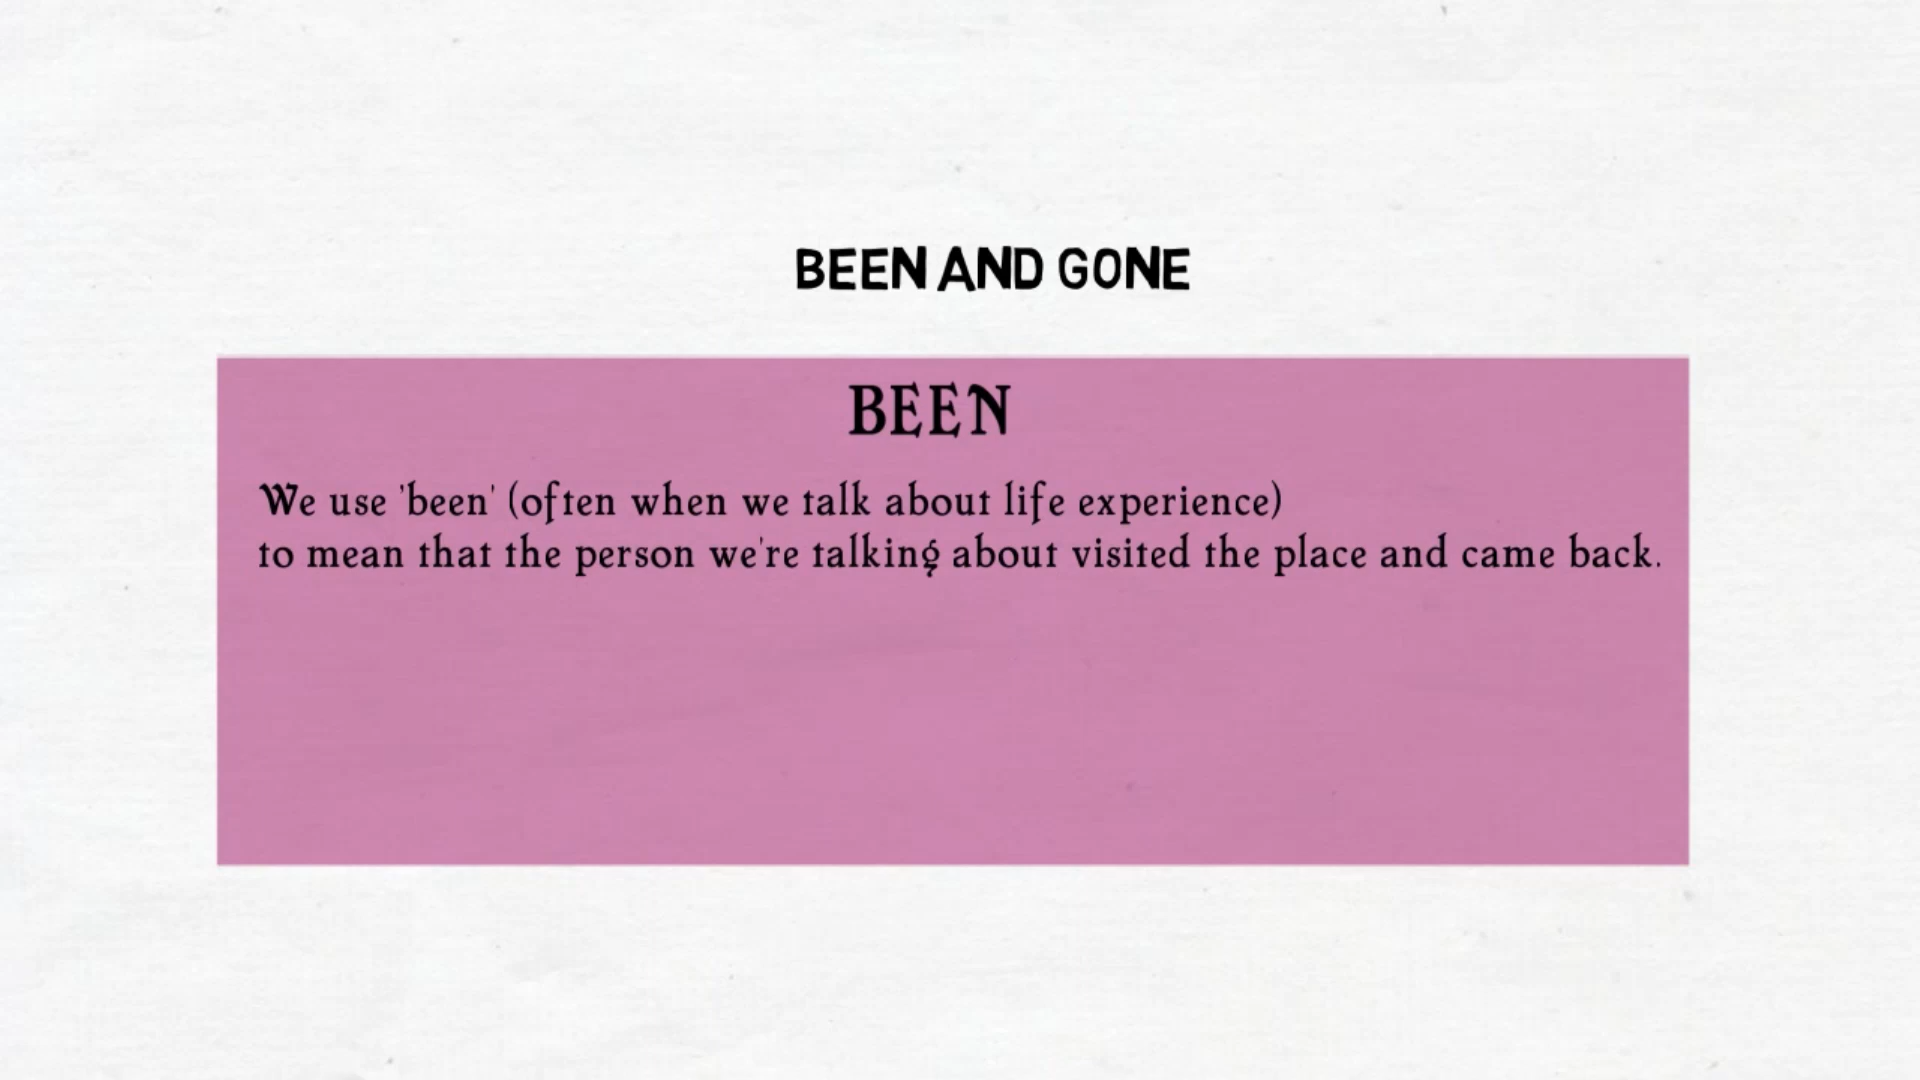 BEEN AND GONE
BEEN
We use 'been' (often when we talk about life experience)
to mean that the person we're talking about visited the place and came back.